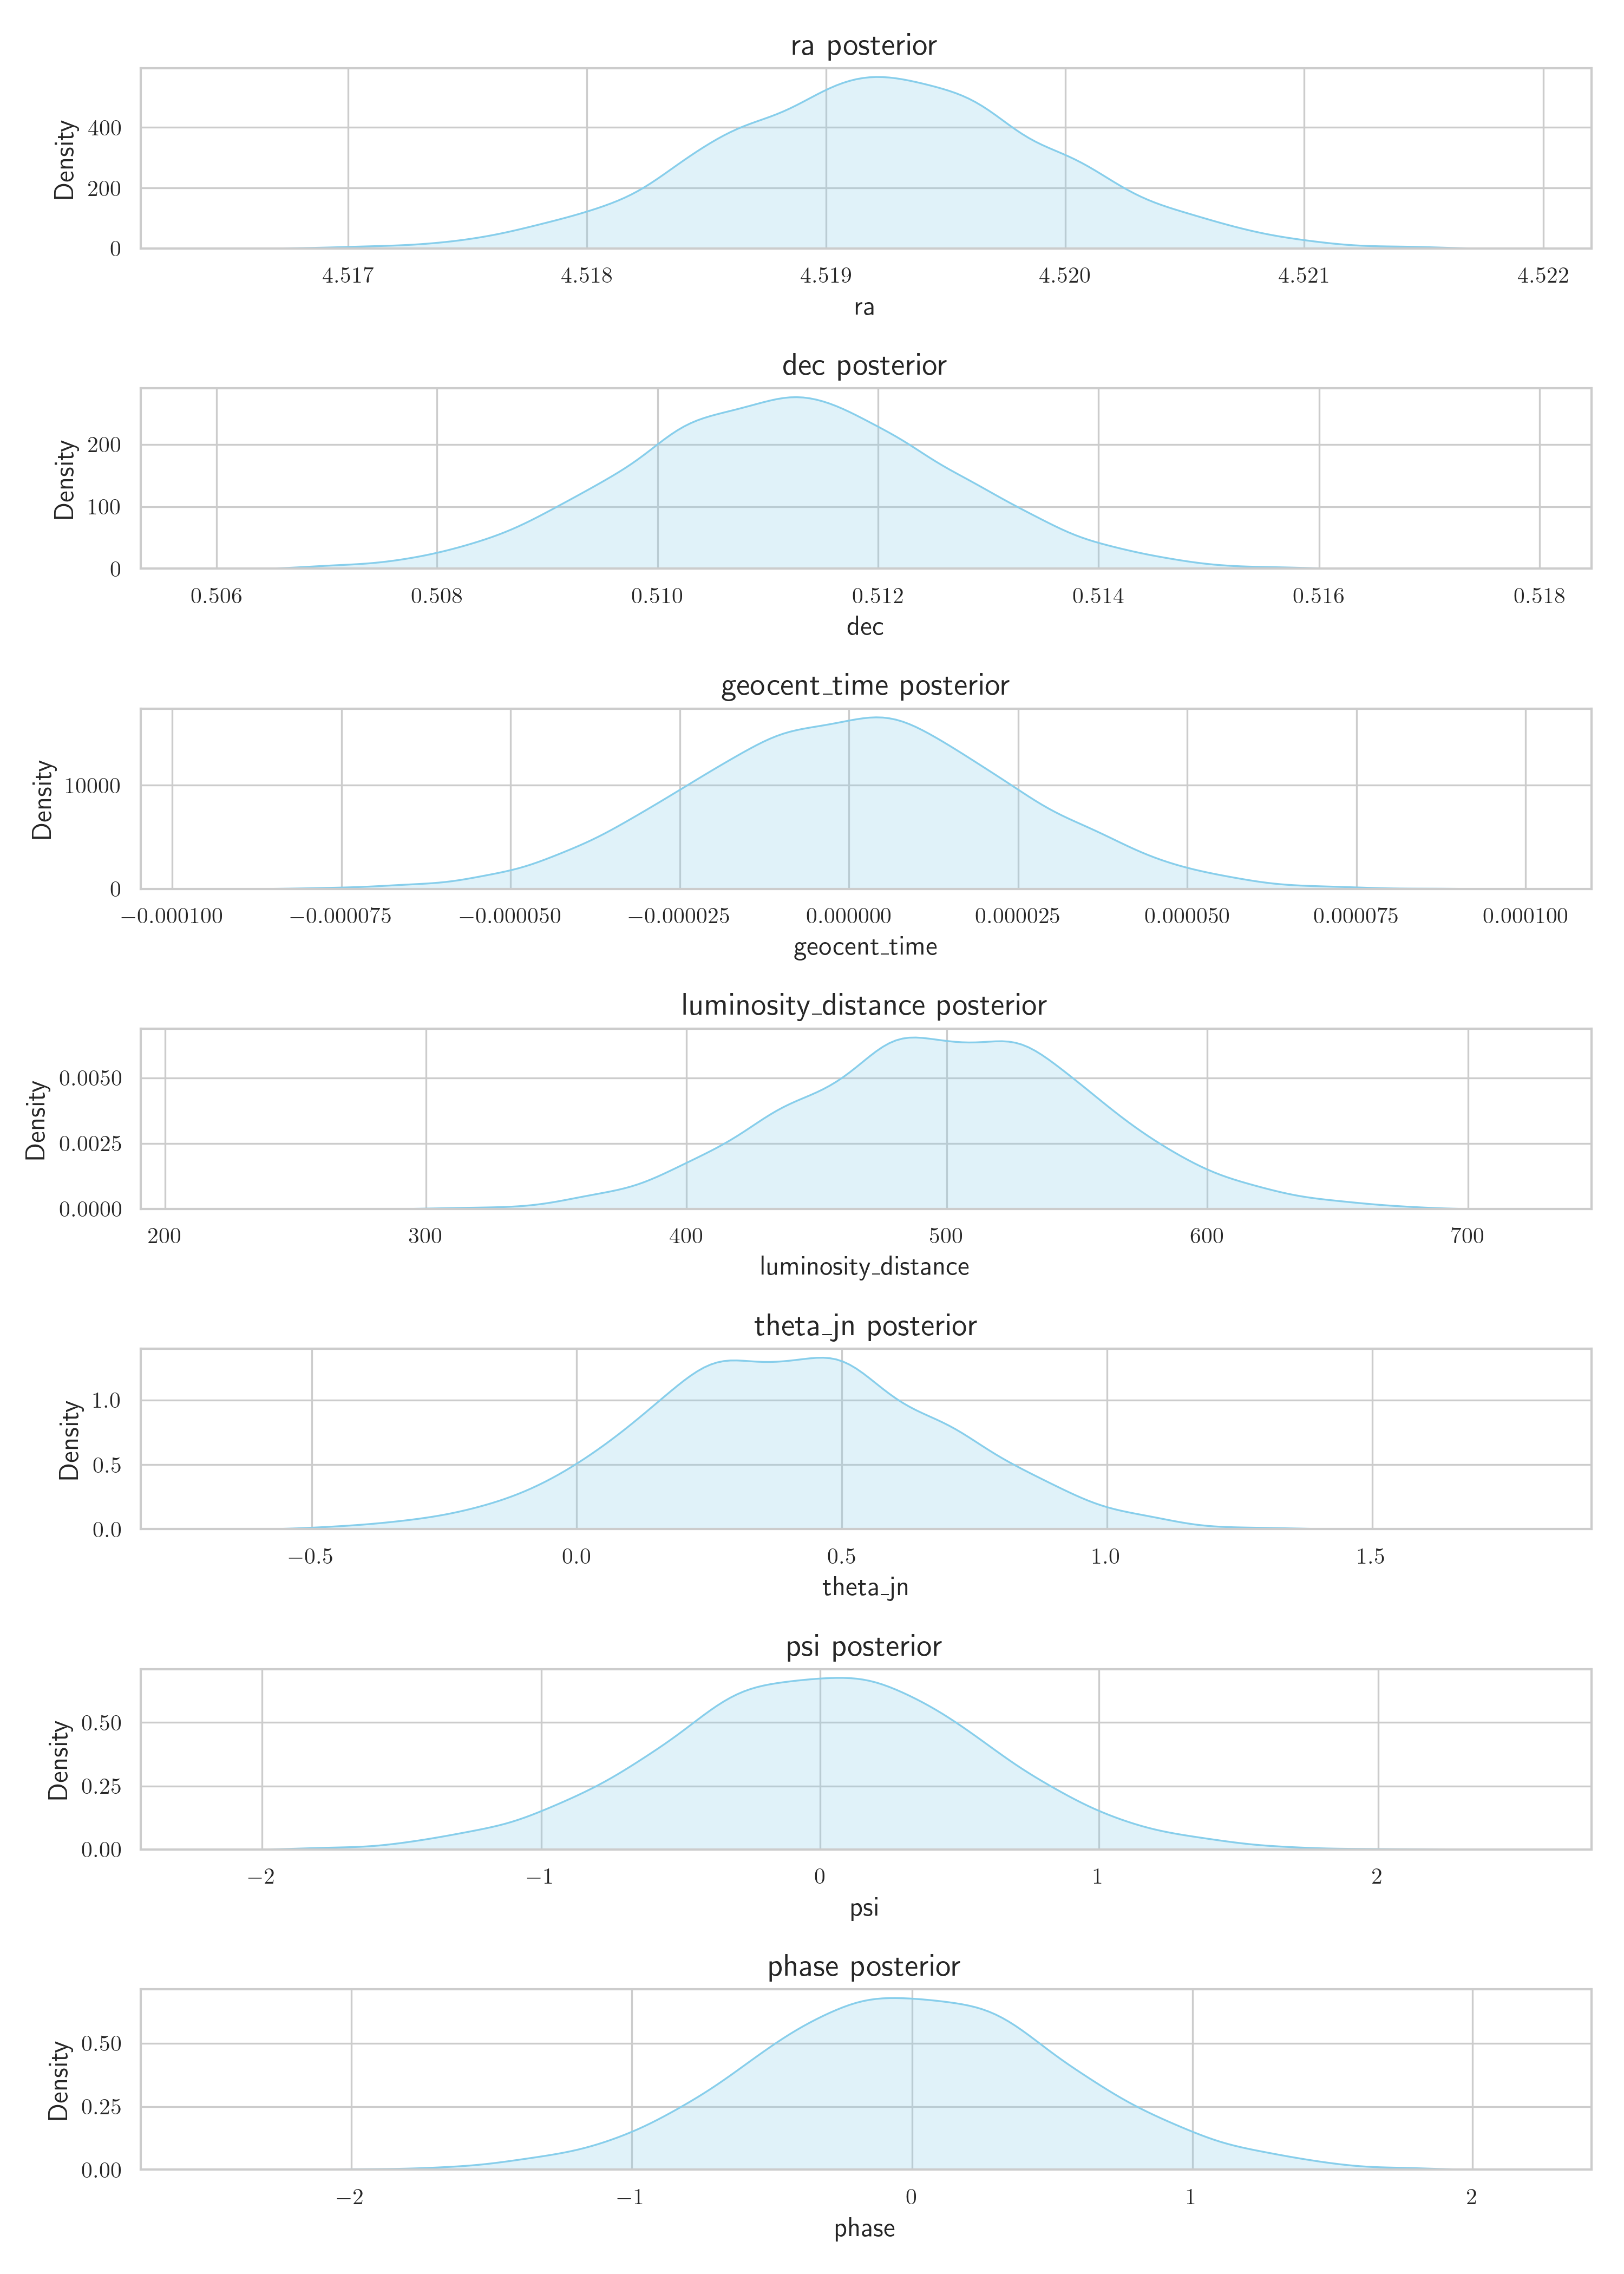 ra posterior
Density
400
200
0
4.517 4.518 4.519 4.520 4.521 4.522
ra
dec posterior
Density
200
100
0
0.506 0.508 0.510 0.512 0.514 0.516 0.518
dec
geocent_time posterior
Density
10000
0
−0.000100 −0.000075 −0.000050 −0.000025 0.000000 0.000025 0.000050 0.000075 0.000100
geocent_time
luminosity_distance posterior
Density
0.0050
0.0025
0.0000
200 300 400 500 600 700
luminosity_distance
theta_jn posterior
Density
1.0
0.5
0.0
−0.5 0.0 0.5 1.0 1.5
theta_jn
psi posterior
Density
0.50
0.25
0.00
−2 −1 0 1 2
psi
phase posterior
Density
0.50
0.25
0.00
−2 −1 0 1 2
phase